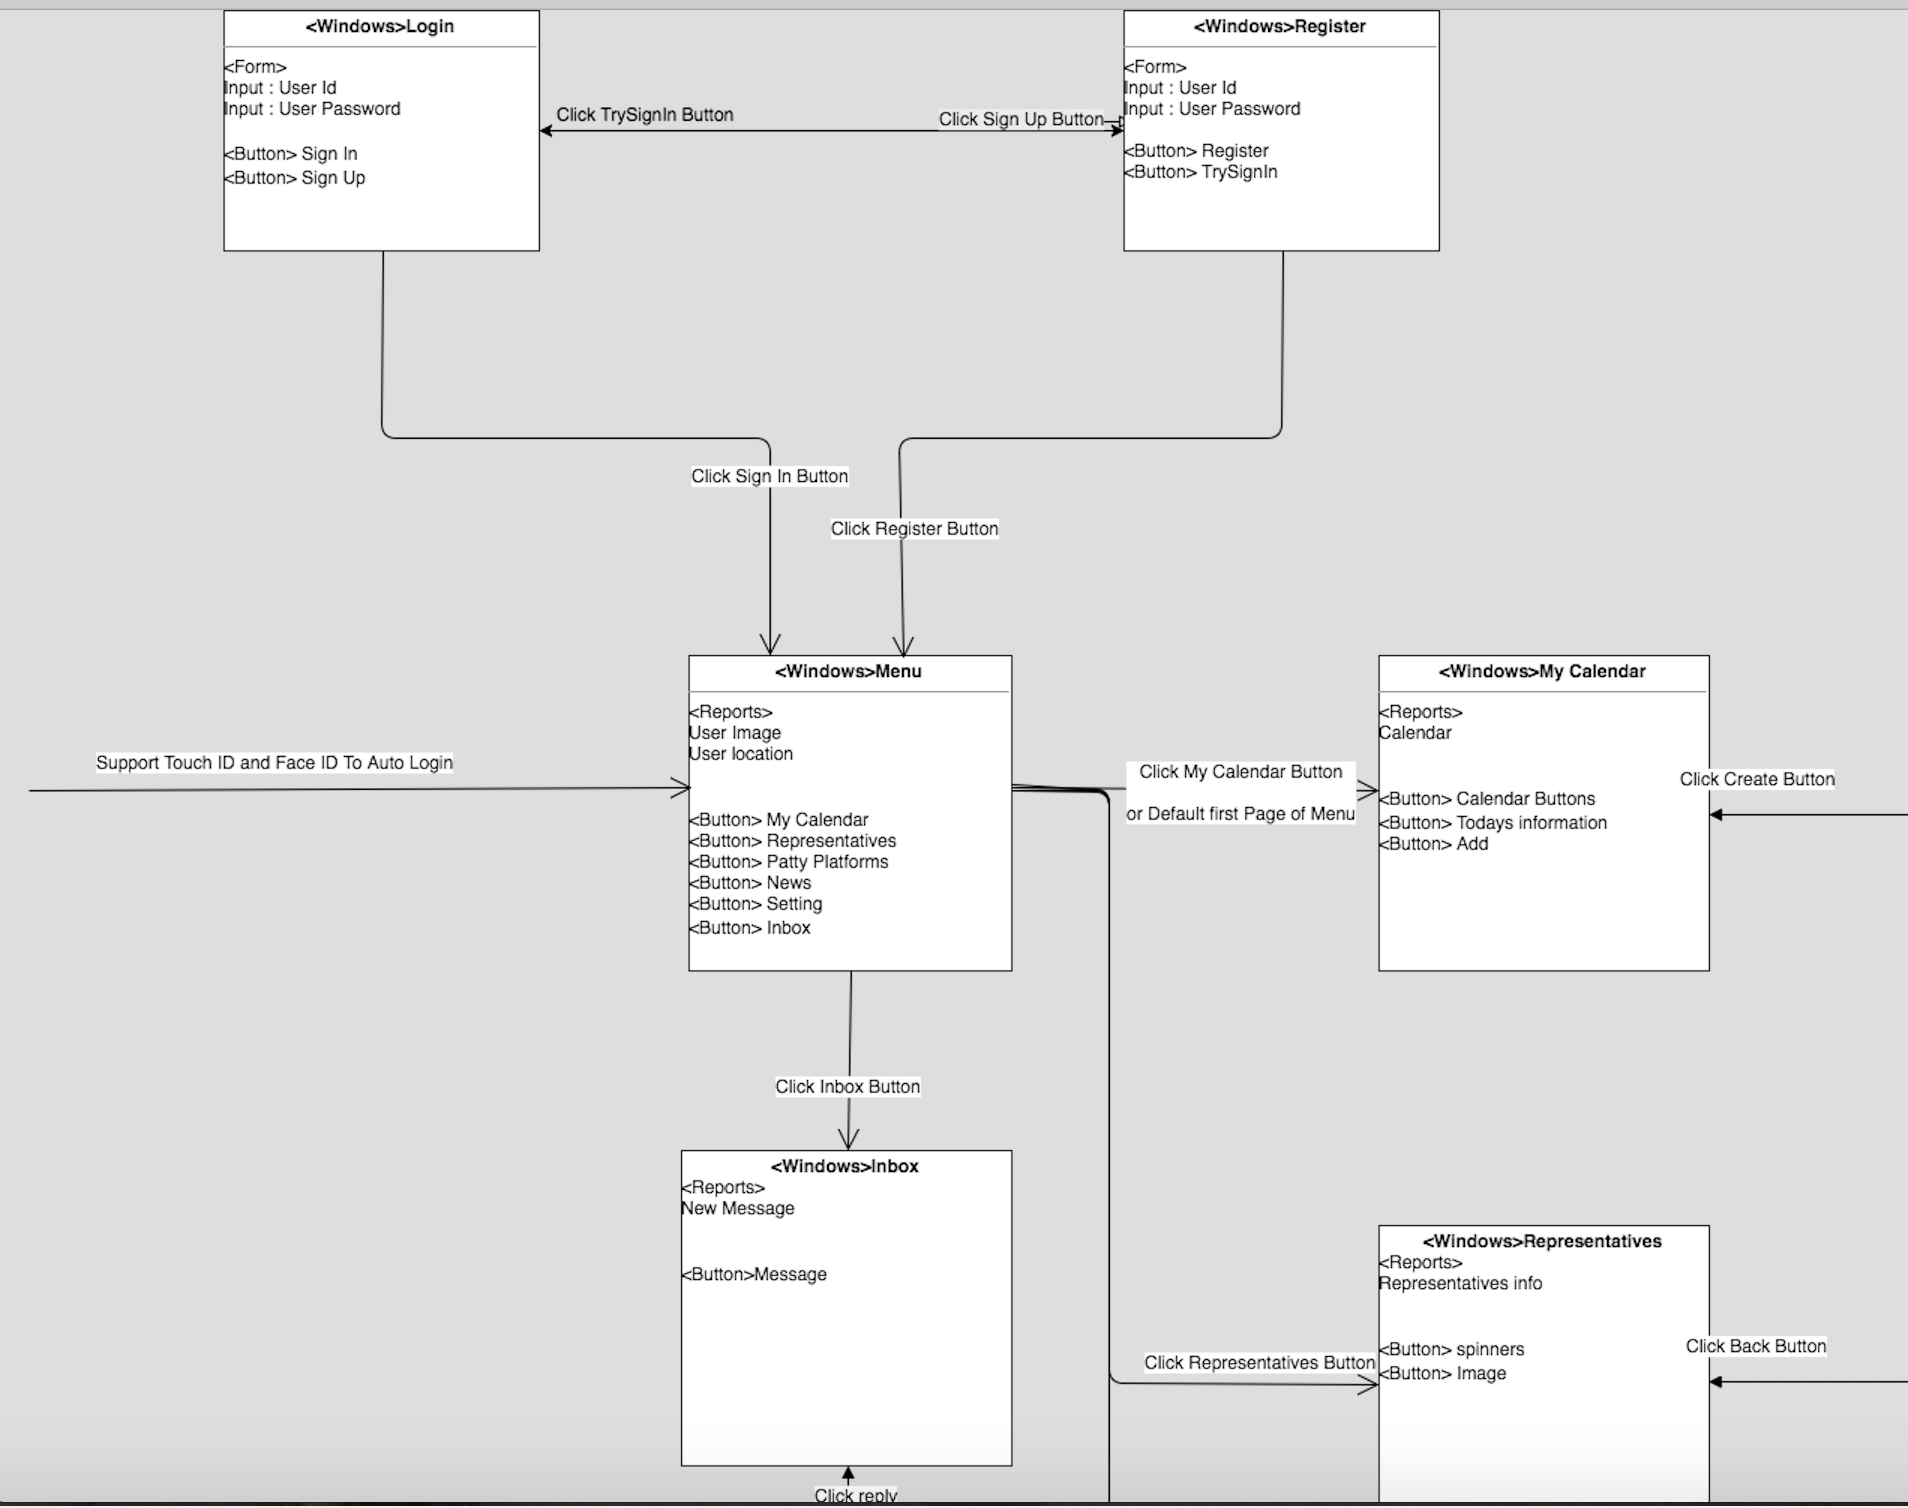 <Windows>Login
<Form>
Input : User Id
Input : User Password
<Button> Sign In
<Button> Sign Up
Click TrySignIn Button
Click Sign Up Button
<Windows>Register
<Form>
Input : User Id
Input : User Password
<Button> Register
<Button> TrySignIn
Click Sign In Button
Click Register Button
Support Touch ID and Face ID To Auto Login
<Windows>Menu
<Reports>
User Image
User location
<Button> My Calendar
<Button> Representatives
<Button> Patty Platforms
<Button> News
<Button> Setting
<Button> Inbox
Click My Calendar Button
or Default first Page of Menu
<Windows>My Calendar
<Reports>
Calendar
<Button> Calendar Buttons
<Button> Todays information
<Button> Add
Click Create Button
Click Inbox Button
<Windows>Inbox
<Reports>
New Message
<Button>Message
Click reply
Click Representatives Button
<Windows>Representatives
<Reports>
Representatives info
<Button> spinners
<Button> Image
Click Back Button